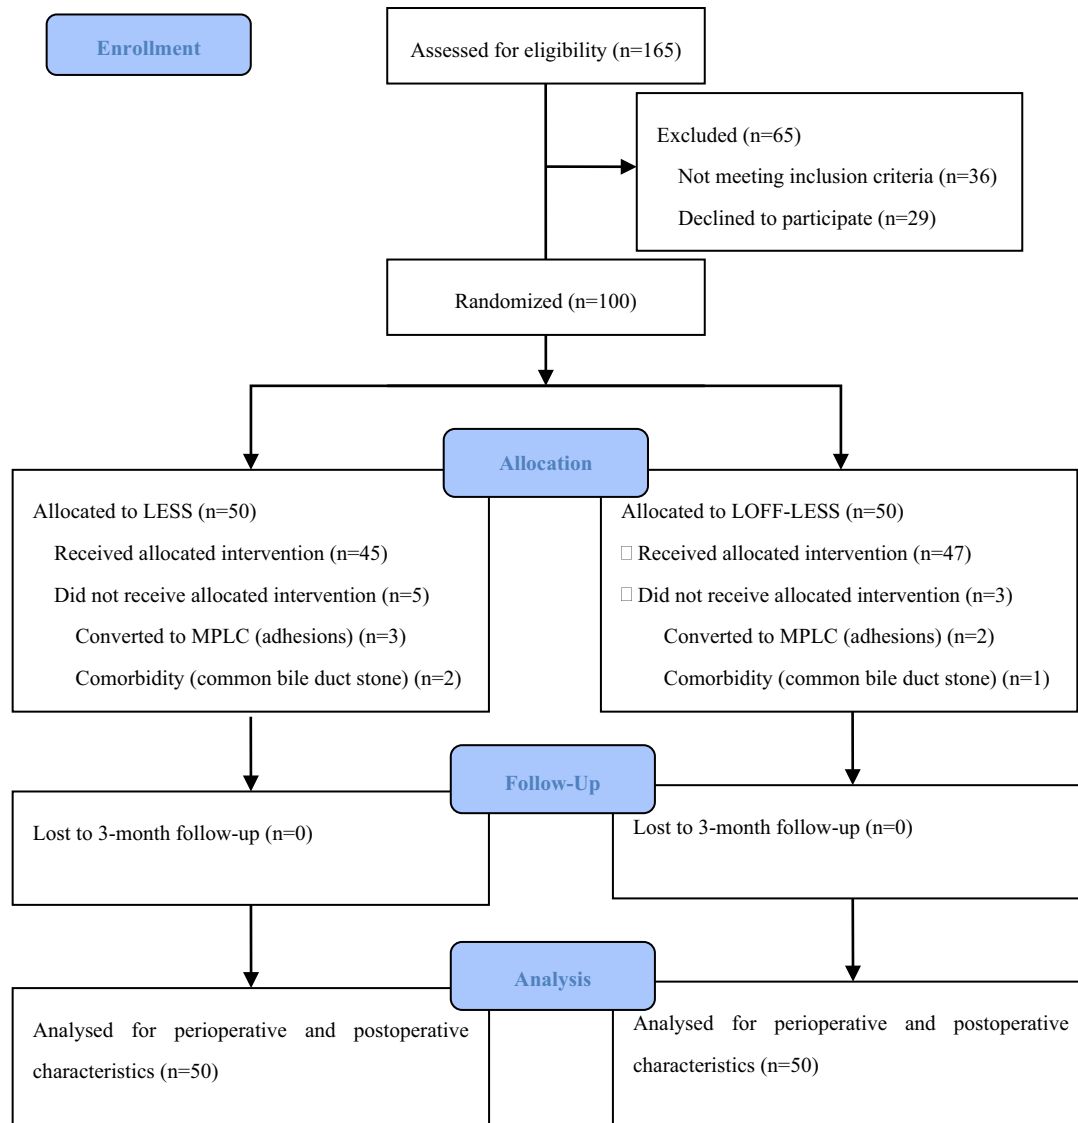 Enrollment
Assessed for eligibility (n=165)
Excluded (n=65)
Not meeting inclusion criteria (n=36)
Declined to participate (n=29)
Randomized (n=100)
Allocation
Allocated to LESS (n=50)
Received allocated intervention (n=45)
Did not receive allocated intervention (n=5)
Converted to MPLC (adhesions) (n=3)
Comorbidity (common bile duct stone) (n=2)
Allocated to LOFF-LESS (n=50)
Received allocated intervention (n=47)
Did not receive allocated intervention (n=3)
Converted to MPLC (adhesions) (n=2)
Comorbidity (common bile duct stone) (n=1)
Follow-Up
Lost to 3-month follow-up (n=0)
Lost to 3-month follow-up (n=0)
Analysis
Analysed for perioperative and postoperative
characteristics (n=50)
Analysed for perioperative and postoperative
characteristics (n=50)